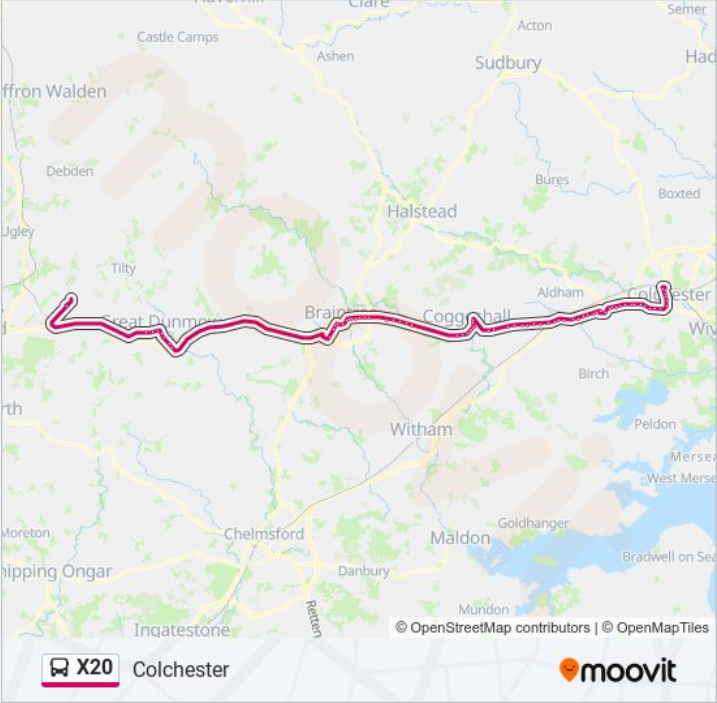 Clare
Castle Camps
Acton
Semer
Ashen
Sudbury
Had
ffron Walden
Debden
Bures
Boxted
Halstead
Ugley
Tilty
Aldham
Colchester
Great Dunmow
Coggeshall
Wiv
Birch
rth
Witham
Peldon
Mersea
West Merse
Goldhanger
Moreton
Chelmsford
Maldon
Bradwell on Sea
hipping Ongar
Danbury
Mundon
Retten
Ingatestone
© OpenStreetMap contributors | © OpenMapTiles
X20 Colchester
moovit